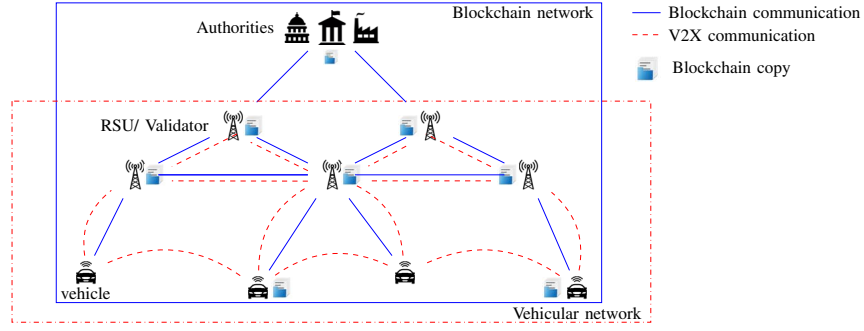 Blockchain network
Authorities
Blockchain communication
V2X communication
Blockchain copy
RSU/ Validator
vehicle
Vehicular network